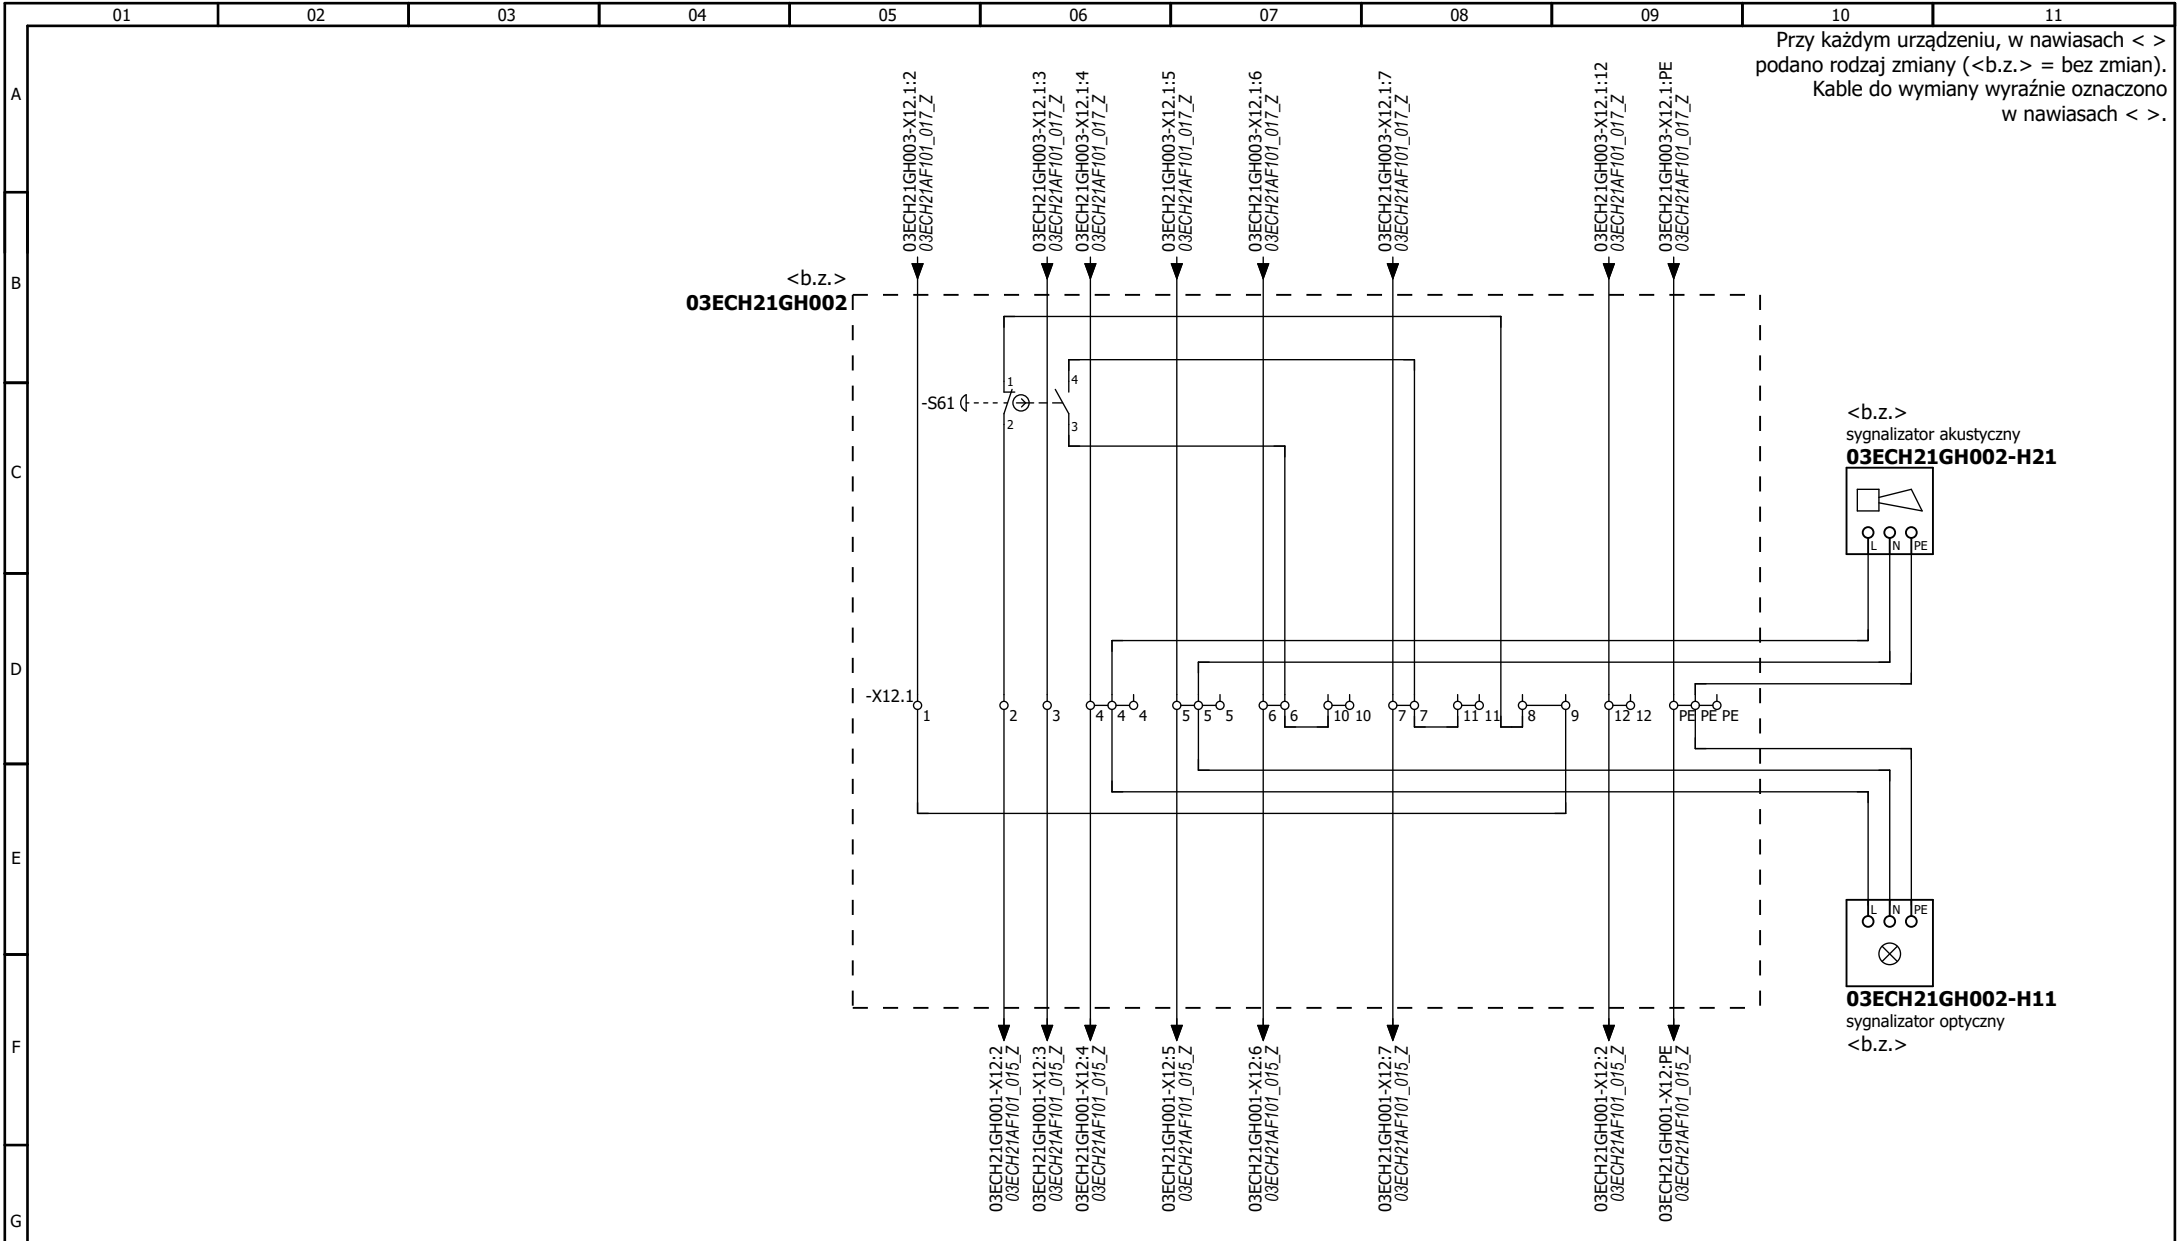 01 02 03 04 05 06 07 08 09 10 11
Przy każdym urządzeniu, w nawiasach < >
podano rodzaj zmiany (<b.z.> = bez zmian).
Kable do wymiany wyraźnie oznaczono
w nawiasach < >.
A
03ECH21GH003-X12.1:2
03ECH21AF101_017_Z
03ECH21GH003-X12.1:3
03ECH21AF101_017_Z
03ECH21GH003-X12.1:4
03ECH21AF101_017_Z
03ECH21GH003-X12.1:5
03ECH21AF101_017_Z
03ECH21GH003-X12.1:6
03ECH21AF101_017_Z
03ECH21GH003-X12.1:7
03ECH21AF101_017_Z
03ECH21GH003-X12.1:12
03ECH21AF101_017_Z
03ECH21GH003-X12.1:PE
03ECH21AF101_017_Z
B
<b.z.>
03ECH21GH002
1
4
-S61
2
3
C
<b.z.>
sygnalizator akustyczny
03ECH21GH002-H21
L N PE
D
-X12.1
1 2 3 4 4 4 5 5 5 6 6 10 10 7 7 11 11 8 9 12 12 PE PE PE
E
L N PE
03ECH21GH002-H11
sygnalizator optyczny
<b.z.>
F
03ECH21GH001-X12:2
03ECH21AF101_015_Z
03ECH21GH001-X12:3
03ECH21AF101_015_Z
03ECH21GH001-X12:4
03ECH21AF101_015_Z
03ECH21GH001-X12:5
03ECH21AF101_015_Z
03ECH21GH001-X12:6
03ECH21AF101_015_Z
03ECH21GH001-X12:7
03ECH21AF101_015_Z
03ECH21GH001-X12:2
03ECH21AF101_015_Z
03ECH21GH001-X12:PE
03ECH21AF101_015_Z
G